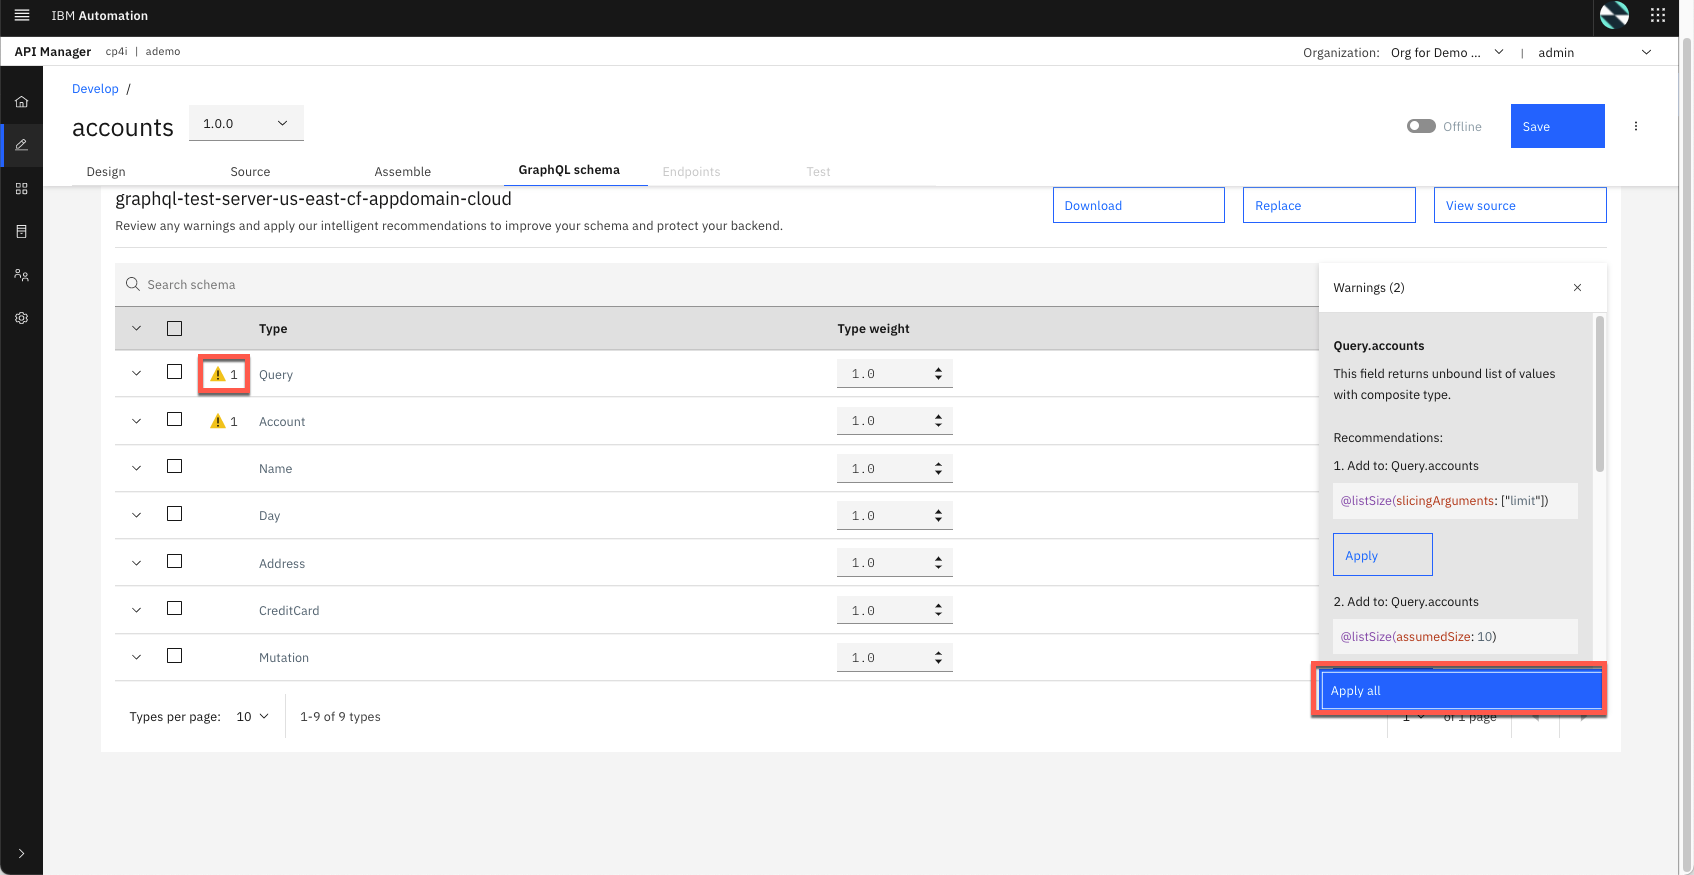 IBM Automation
API Manager cp4i | ademo
Organization: Org for Demo ... | admin
Develop /
accounts 1.0.0
Offline
Save
Design Source Assemble GraphQL schema Endpoints Test
graphql-test-server-us-east-cf-appdomain-cloud
Download Replace View source
Review any warnings and apply our intelligent recommendations to improve your schema and protect your backend.
Search schema
Type Type weight
1 Query 1.0
1 Account 1.0
Name 1.0
Day 1.0
Address 1.0
CreditCard 1.0
Mutation 1.0
Types per page: 10 1-9 of 9 types
1 of 1 page
Warnings (2)
Query.accounts
This field returns unbound list of values
with composite type.
Recommendations:
1. Add to: Query.accounts
@listSize(slicingArguments: ["limit"])
Apply
2. Add to: Query.accounts
@listSize(assumedSize: 10)
Apply all